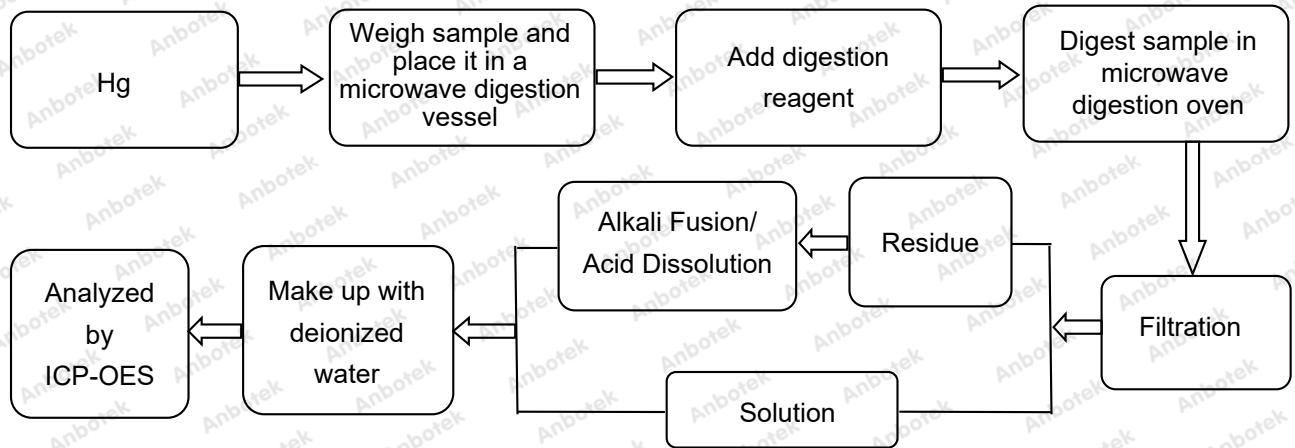 Hg
Weigh sample and
place it in a
microwave digestion
vessel
Add digestion
reagent
Digest sample in
microwave
digestion oven
Filtration
Residue
Alkali Fusion/
Acid Dissolution
Solution
Make up with
deionized
water
Analyzed
by
ICP-OES
Anbotek